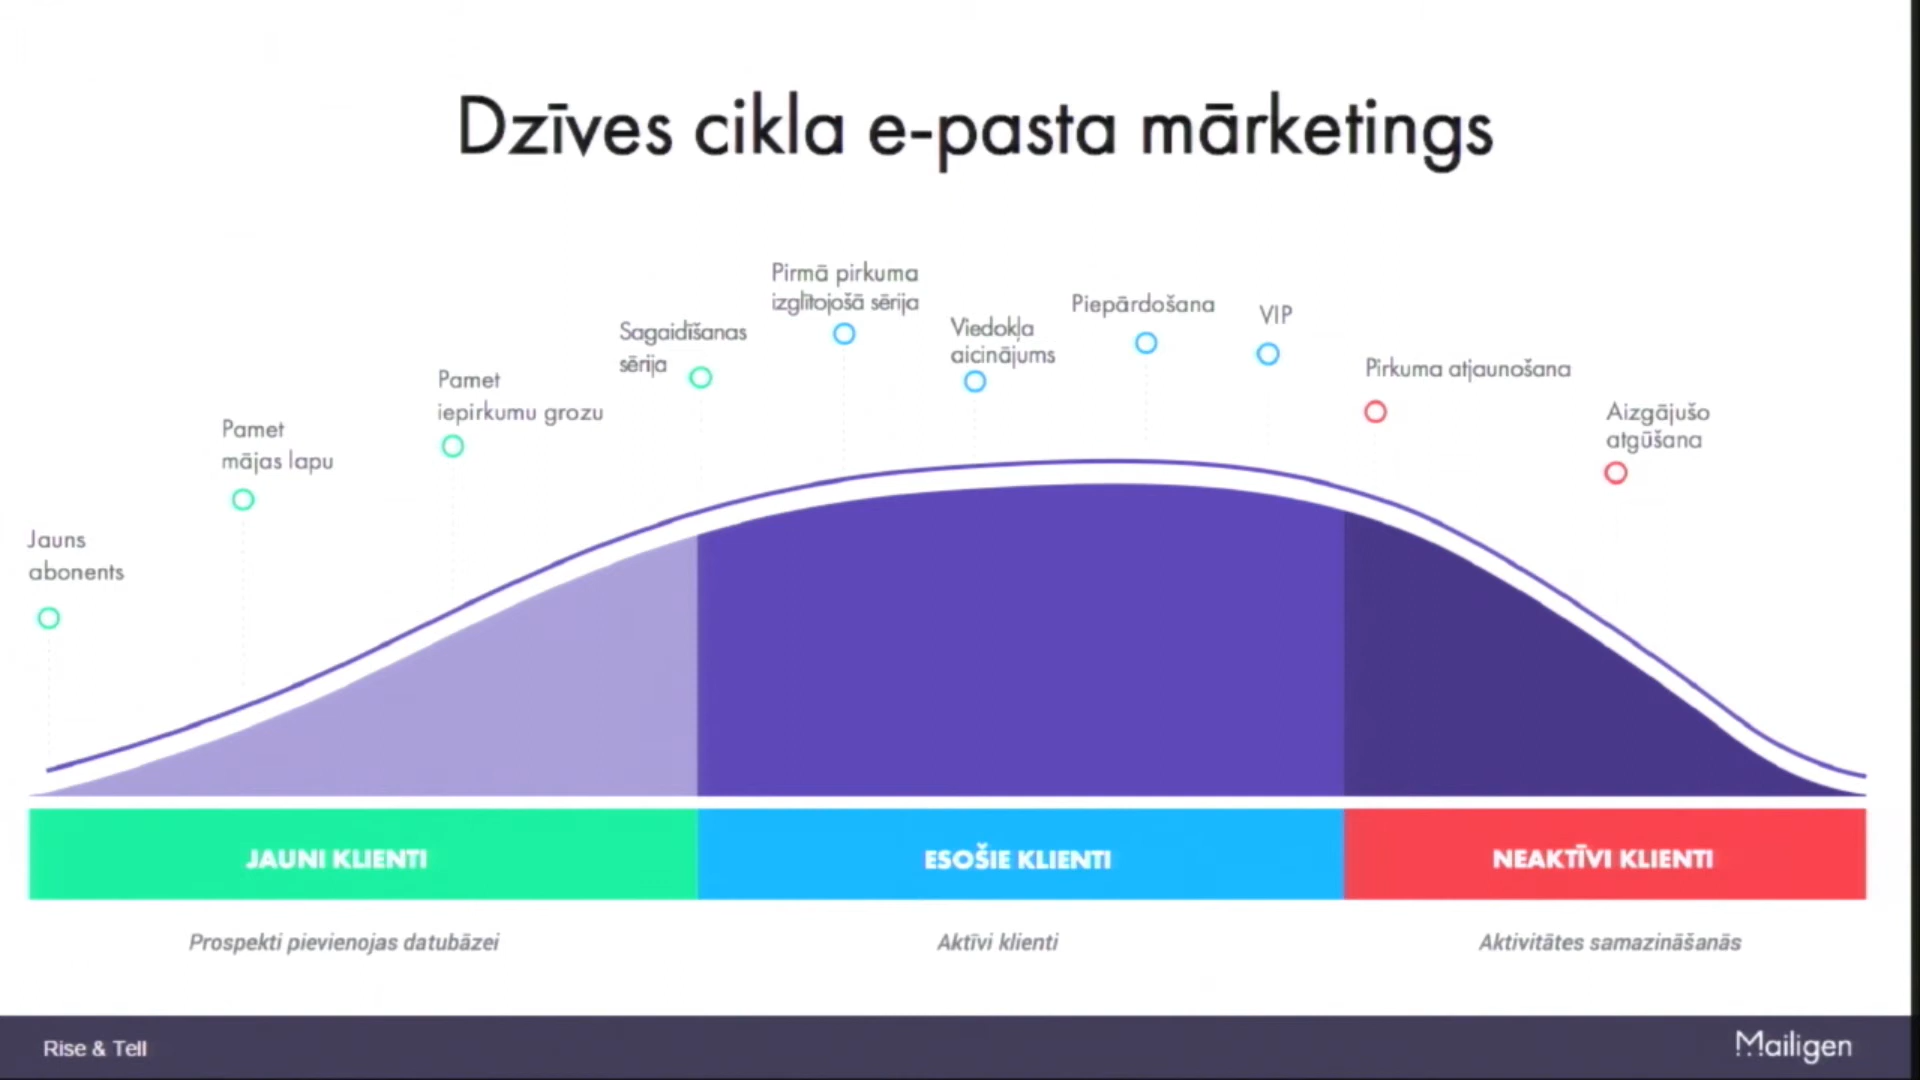 Dzīves cikla e-pasta mārketings
Jauns
abonents
Pamet
mājas lapu
Pamet
iepirkumu grozu
Sagaidīšanas
sērija
Pirmā pirkuma
izglītojošā sērija
Viedokļa
aicinājums
Piepārdošana
VIP
Pirkuma atjaunošana
Aizgājušo
atgūšana
JAUNI KLIENTI
ESOŠIE KLIENTI
NEAKTĪVI KLIENTI
Prospekti pievienojas datubāzei
Aktīvi klienti
Aktivitātes samazināšanās
Rise & Tell
Mailigen